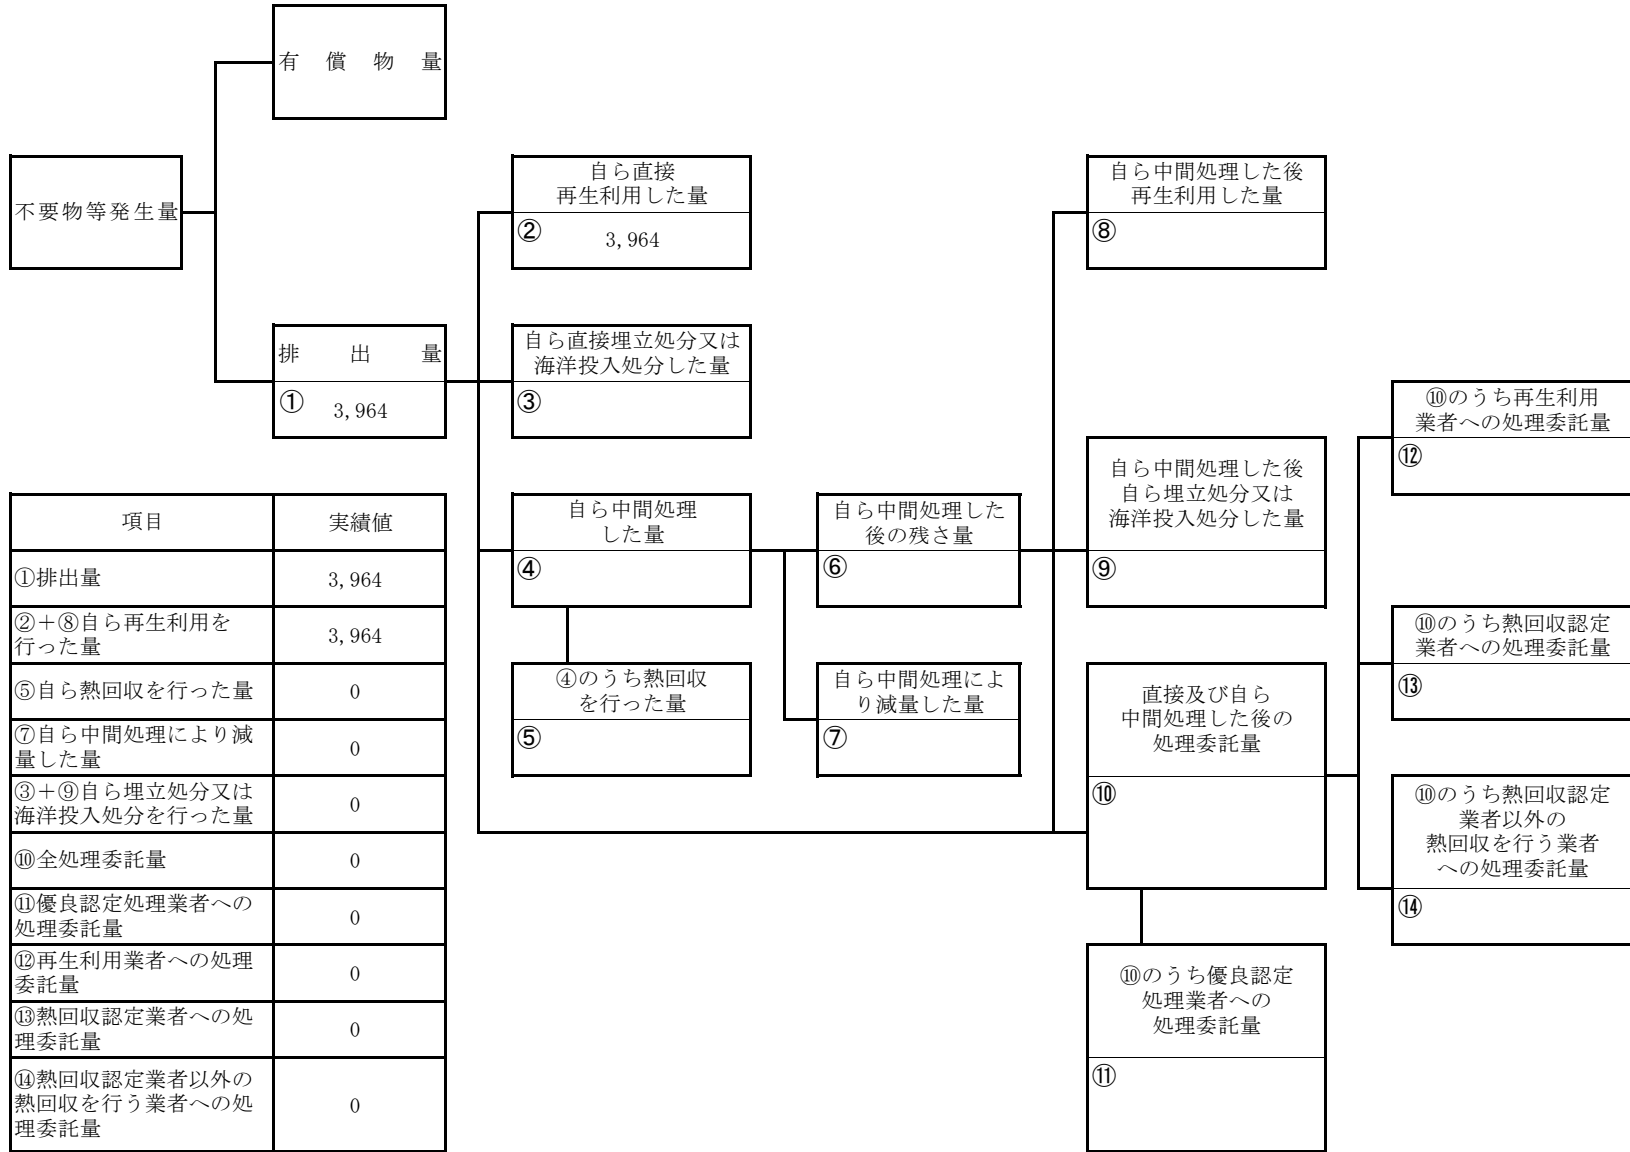 有償物量
不要物等発生量
自ら直接
再生利用した量
② 3,964
自ら中間処理した後
再生利用した量
⑧
排出量
① 3,964
自ら直接埋立処分又は
海洋投入処分した量
③
⑩のうち再生利用
業者への処理委託量
⑫
自ら中間処理
した量
④
自ら中間処理した
後の残さ量
⑥
自ら中間処理した後
自ら埋立処分又は
海洋投入処分した量
⑨
④のうち熱回収
を行った量
⑤
自ら中間処理によ
り減量した量
⑦
直接及び自ら
中間処理した後の
処理委託量
⑩
⑩のうち熱回収認定
業者への処理委託量
⑬
⑩のうち熱回収認定
業者以外の
熱回収を行う業者
への処理委託量
⑭
⑩のうち優良認定
処理業者への
処理委託量
⑪
項目 実績値
①排出量 3,964
②＋⑧自ら再生利用を
行った量 3,964
⑤自ら熱回収を行った量 0
⑦自ら中間処理により減
量した量 0
③＋⑨自ら埋立処分又は
海洋投入処分を行った量 0
⑩全処理委託量 0
⑪優良認定処理業者への
処理委託量 0
⑫再生利用業者への処理
委託量 0
⑬熱回収認定業者への処
理委託量 0
⑭熱回収認定業者以外の
熱回収を行う業者への処
理委託量 0